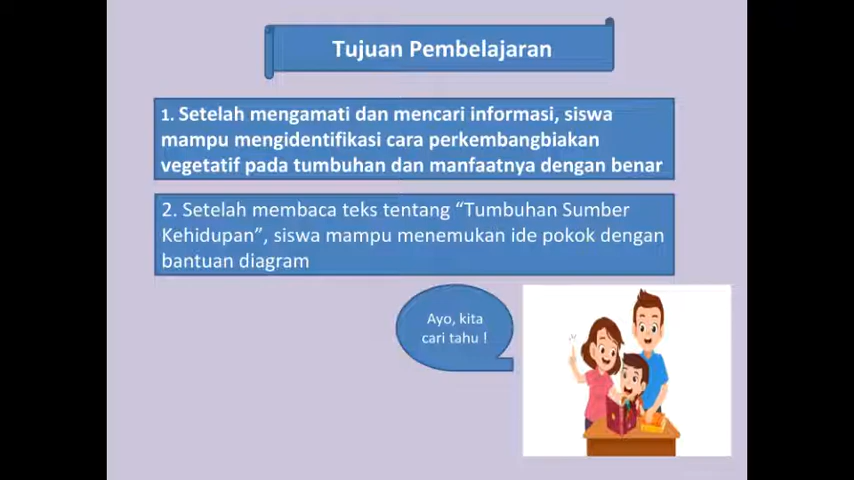 Tujuan Pembelajaran
1. Setelah mengamati dan mencari informasi, siswa
mampu mengidentifikasi cara perkembangbiakan
vegetatif pada tumbuhan dan manfaatnya dengan benar
2. Setelah membaca teks tentang “Tumbuhan Sumber
Kehidupan”, siswa mampu menemukan ide pokok dengan
bantuan diagram
Ayo, kita
cari tahu !